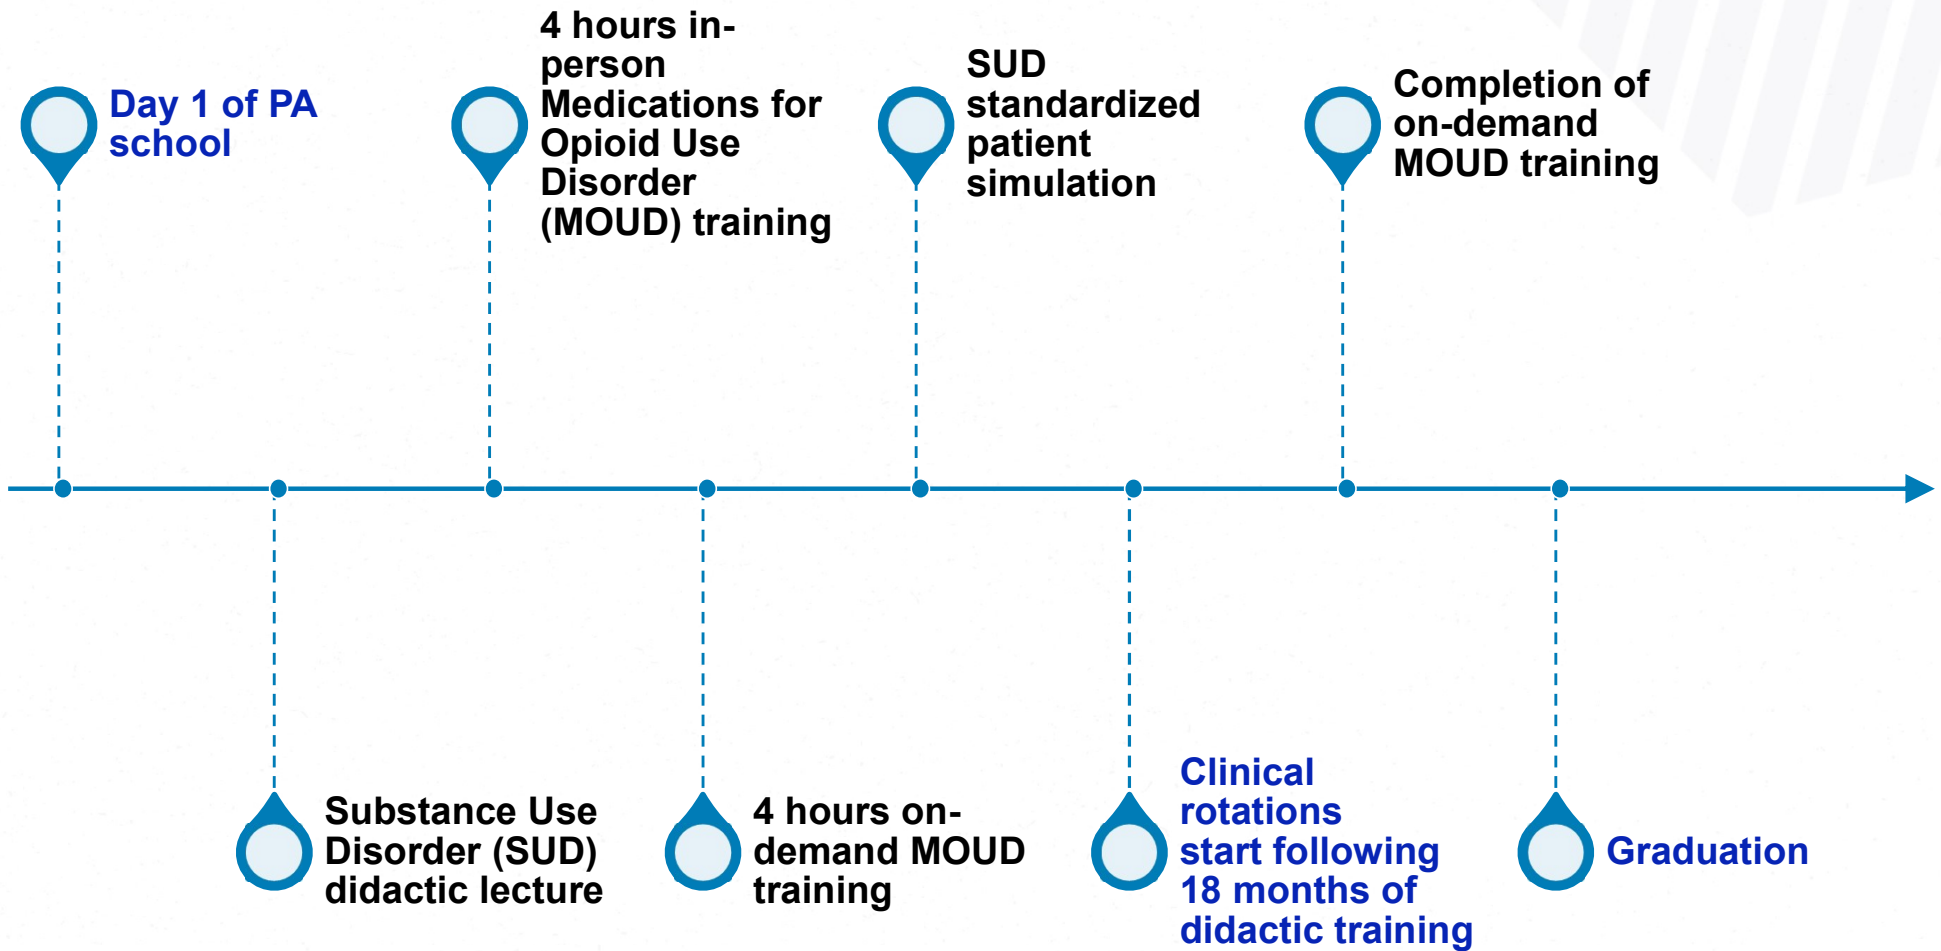 Day 1 of PA
school
4 hours in-
person
Medications for
Opioid Use
Disorder
(MOUD) training
SUD
standardized
patient
simulation
Completion of
on-demand
MOUD training
Substance Use
Disorder (SUD)
didactic lecture
4 hours on-
demand MOUD
training
Clinical
rotations
start following
18 months of
didactic training
Graduation